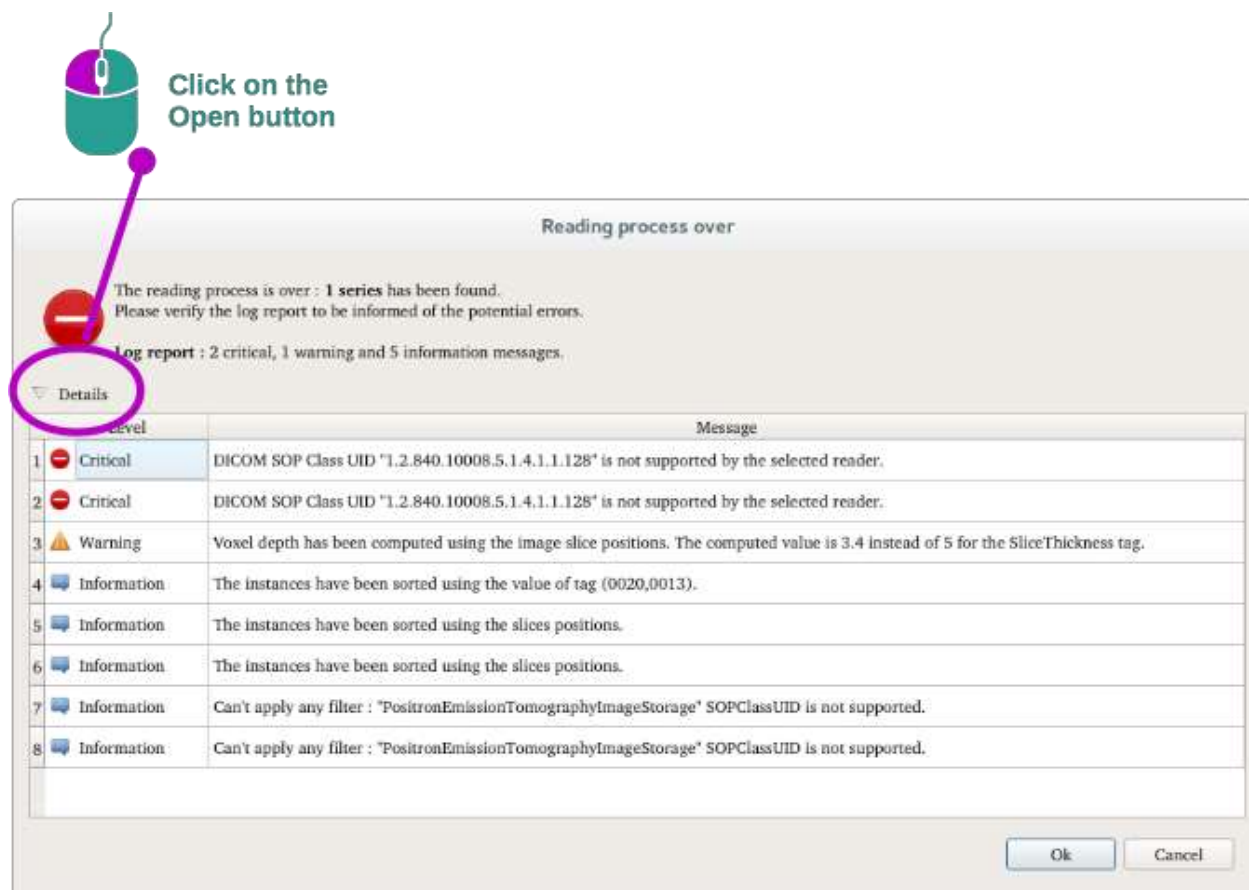 Click on the
Open button
Reading process over
The reading process is over : 1 series has been found.
Please verify the log report to be informed of the potential errors.
Log report : 2 critical, 1 warning and 5 information messages.
Details
Level Message
1 Critical DICOM SOP Class UID "1.2.840.10008.5.1.4.1.1.128" is not supported by the selected reader.
2 Critical DICOM SOP Class UID "1.2.840.10008.5.1.4.1.1.128" is not supported by the selected reader.
3 Warning Voxel depth has been computed using the image slice positions. The computed value is 3.4 instead of 5 for the SliceThickness tag.
4 Information The instances have been sorted using the value of tag (0020,0013).
5 Information The instances have been sorted using the slices positions.
6 Information The instances have been sorted using the slices positions.
7 Information Can't apply any filter : "PositronEmissionTomographyImageStorage" SOPClassUID is not supported.
8 Information Can't apply any filter : "PositronEmissionTomographyImageStorage" SOPClassUID is not supported.
Ok Cancel